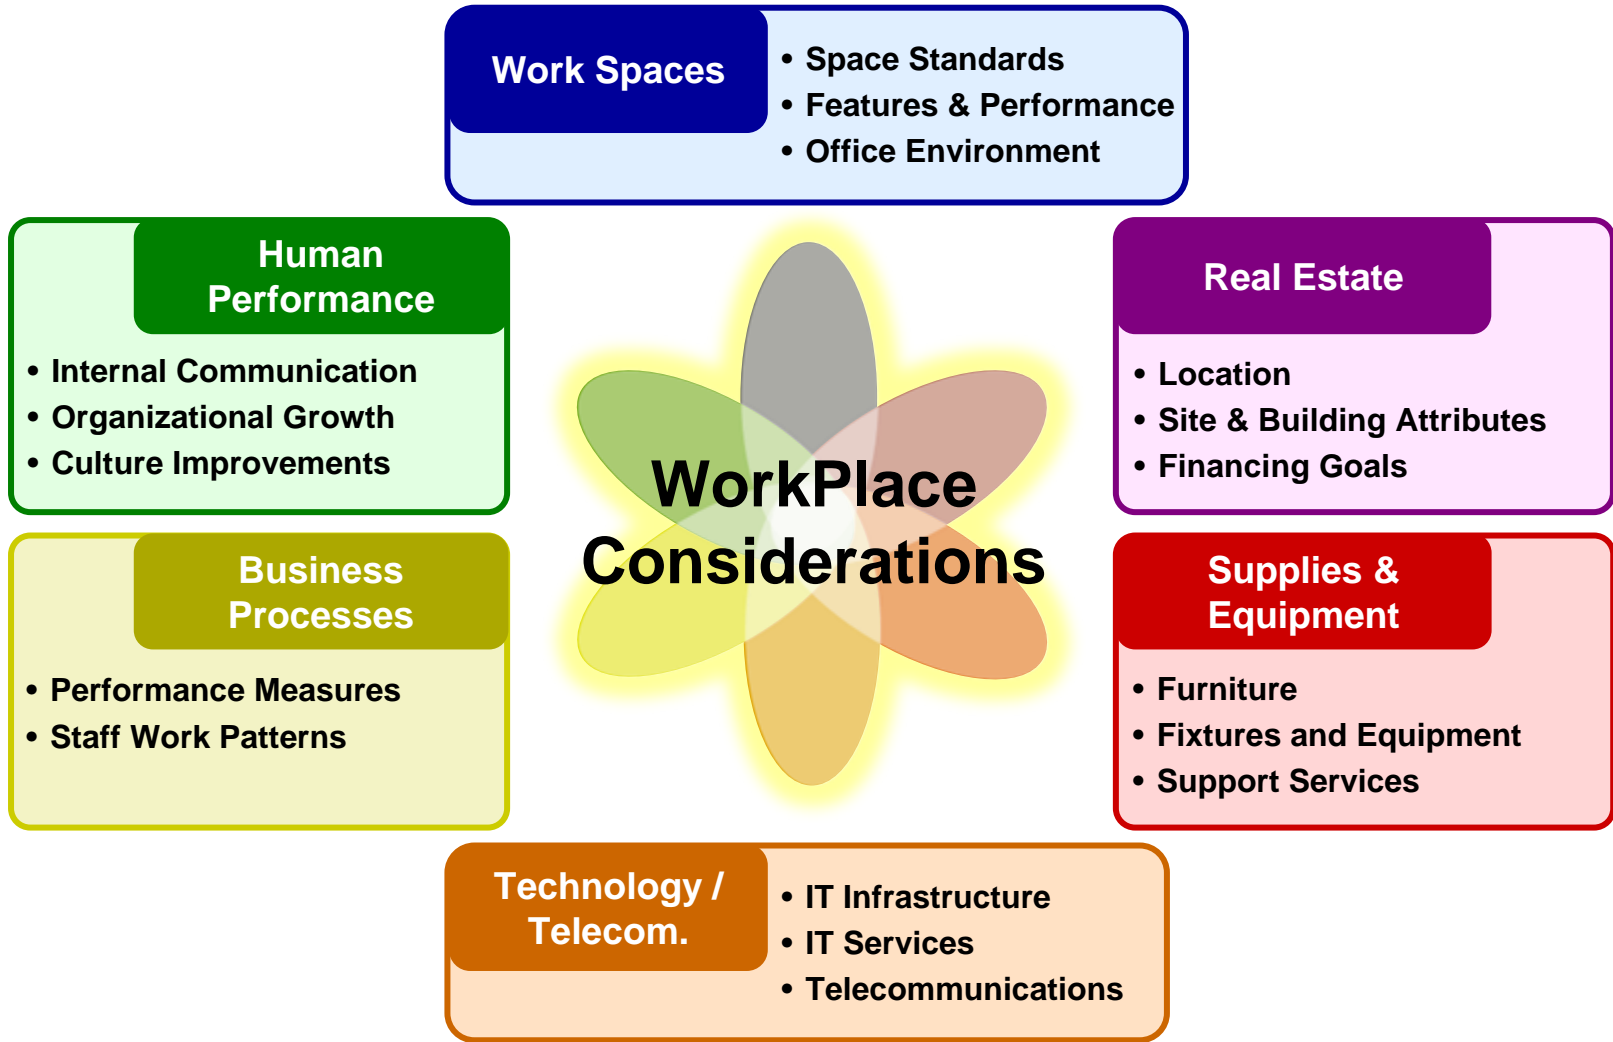 Work Spaces
• Space Standards
• Features & Performance
• Office Environment
Human
Performance
• Internal Communication
• Organizational Growth
• Culture Improvements
Real Estate
• Location
• Site & Building Attributes
• Financing Goals
WorkPlace
Considerations
Business
Processes
• Performance Measures
• Staff Work Patterns
Supplies &
Equipment
• Furniture
• Fixtures and Equipment
• Support Services
Technology /
Telecom.
• IT Infrastructure
• IT Services
• Telecommunications